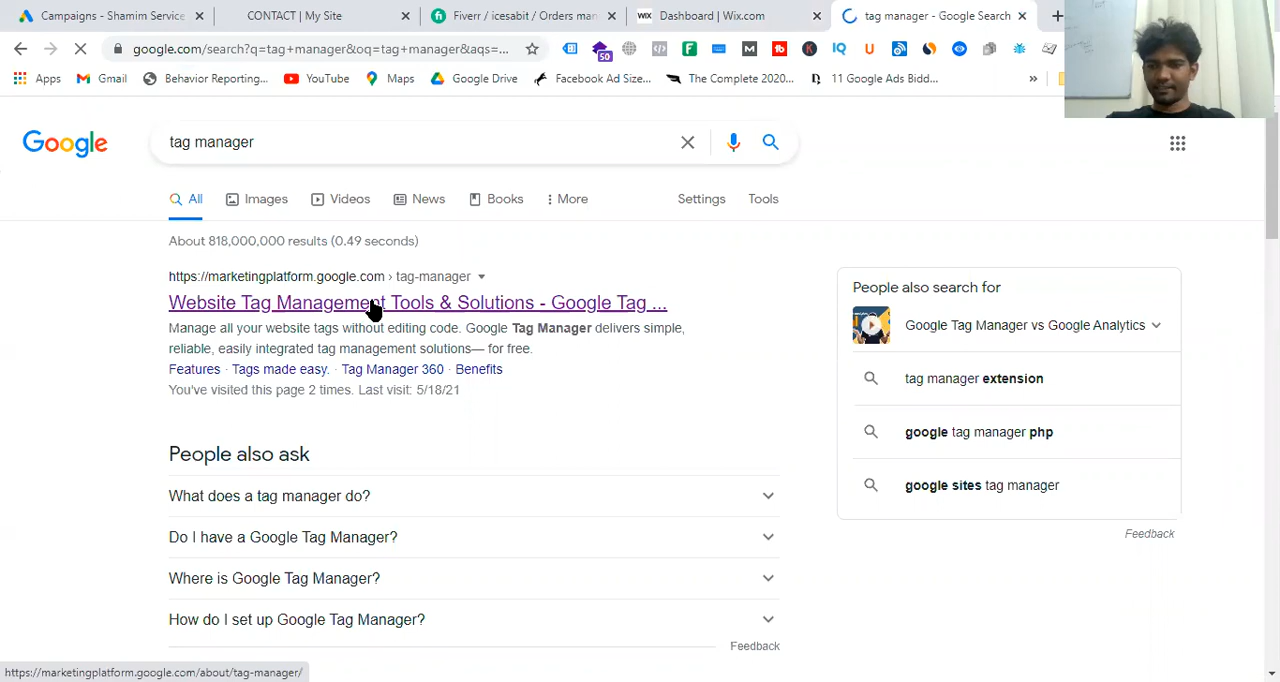 Campaigns - Shamim Service
CONTACT | My Site
Fiverr / icesabit / Orders man
WIX Dashboard | Wix.com
tag manager - Google Search
google.com/search?q=tag+manager&oq=tag+manager&aqs=...
50
Apps
Gmail
Behavior Reporting...
YouTube
Maps
Google Drive
Facebook Ad Size...
The Complete 2020...
11 Google Ads Bidd...
»
Google
tag manager
All
Images
Videos
News
Books
More
Settings
Tools
About 818,000,000 results (0.49 seconds)
https://marketingplatform.google.com › tag-manager
Website Tag Management Tools & Solutions - Google Tag ...
Manage all your website tags without editing code. Google Tag Manager delivers simple,
reliable, easily integrated tag management solutions— for free.
Features · Tags made easy. · Tag Manager 360 · Benefits
You've visited this page 2 times. Last visit: 5/18/21
People also ask
What does a tag manager do?
Do I have a Google Tag Manager?
Where is Google Tag Manager?
How do I set up Google Tag Manager?
Feedback
People also search for
Google Tag Manager vs Google Analytics
tag manager extension
google tag manager php
google sites tag manager
Feedback
https://marketingplatform.google.com/about/tag-manager/